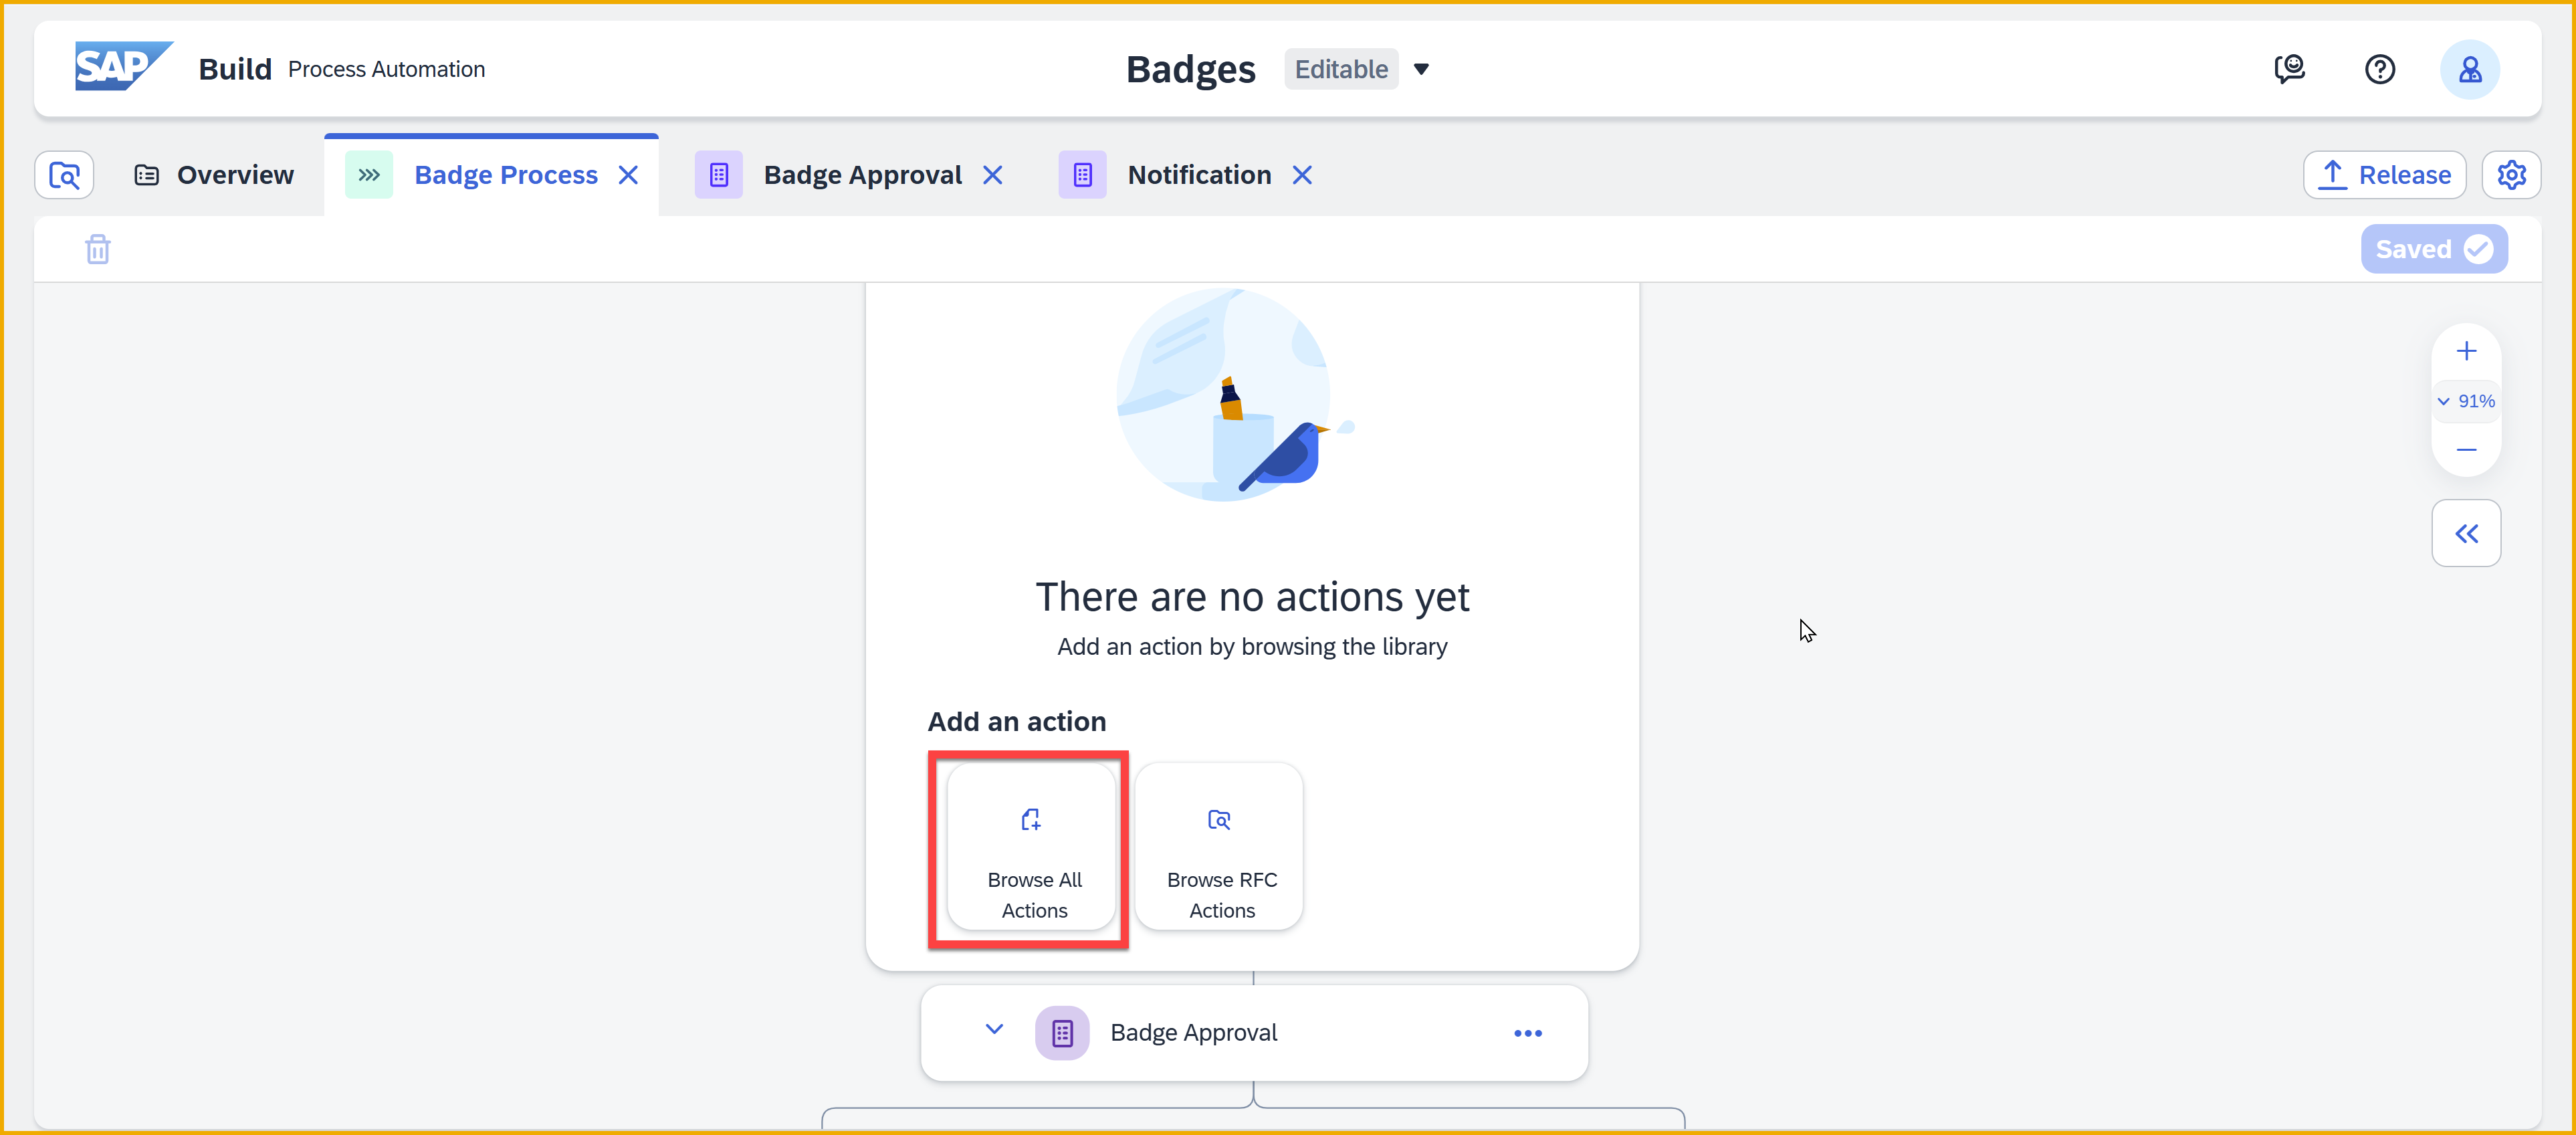 SAP Build Process Automation
Badges Editable
Overview Badge Process Badge Approval Notification Release
Saved
91%
There are no actions yet
Add an action by browsing the library
Add an action
Browse All
Actions
Browse RFC
Actions
Badge Approval